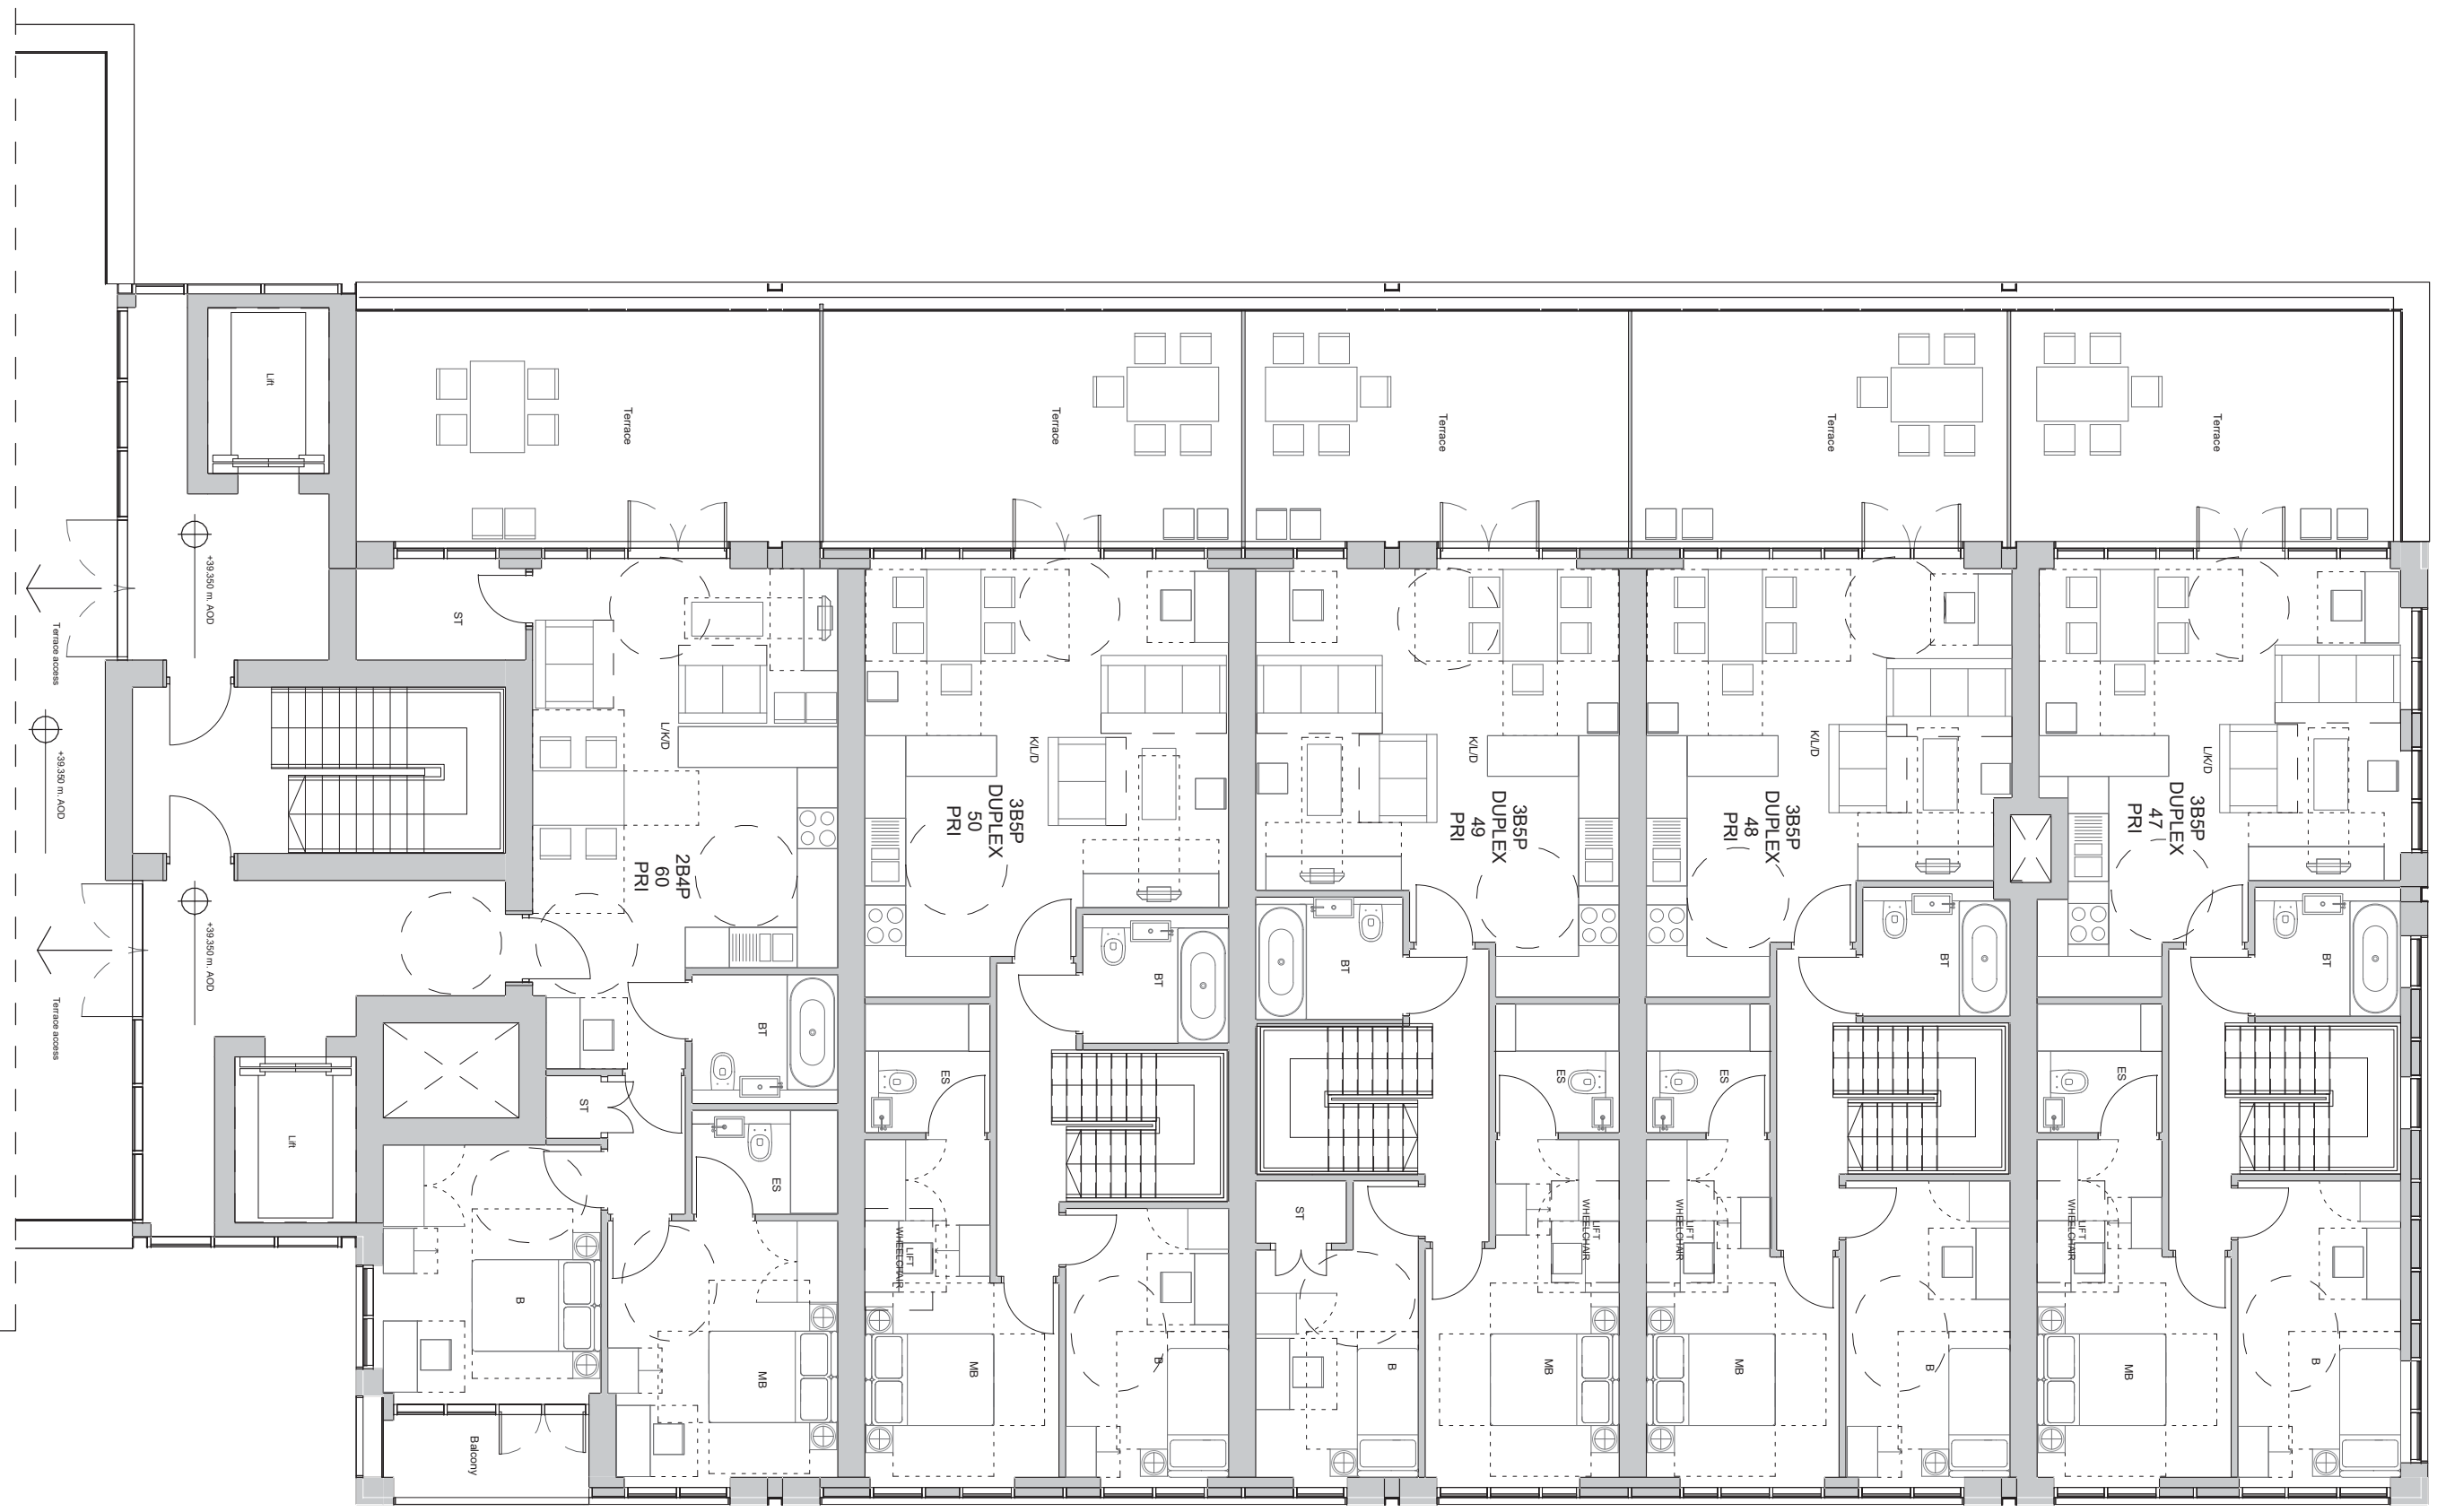 Lift
Terrace
Terrace
Terrace
Terrace
Terrace
+39.350 m. AOD
Terrace access
+39.350 m. AOD
+39.350 m. AOD
Terrace access
Lift
ST
L/K/D
2B4P
60
PRI
BT
ST
ES
B
MB
Balcony
K/L/D
3B5P
DUPLEX
50
PRI
BT
ES
LIFT
WHEELCHAIR
MB
B
K/L/D
3B5P
DUPLEX
49
PRI
BT
ES
ST
LIFT
WHEELCHAIR
B
MB
K/L/D
3B5P
DUPLEX
48
PRI
BT
ES
LIFT
WHEELCHAIR
MB
B
L/K/D
3B5P
DUPLEX
47
PRI
BT
ES
LIFT
WHEELCHAIR
MB
B